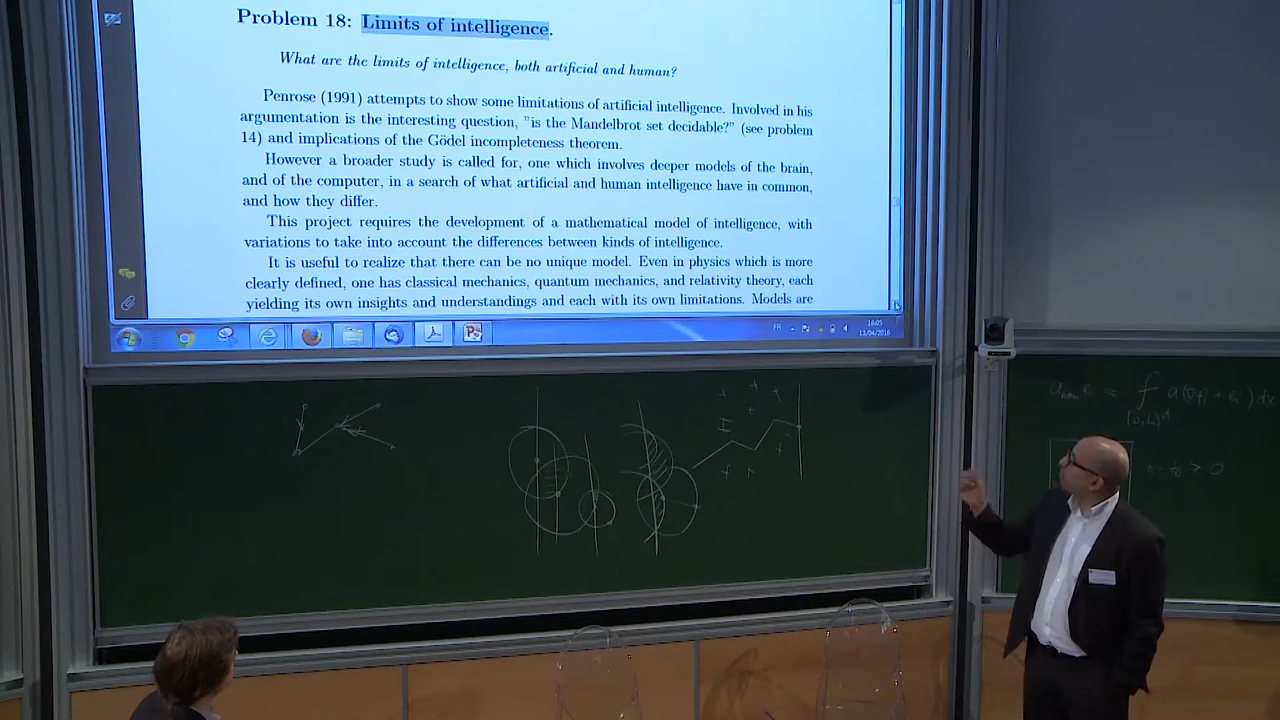 Problem 18: Limits of intelligence.
What are the limits of intelligence, both artificial and human?
Penrose (1991) attempts to show some limitations of artificial intelligence. Involved in his
argumentation is the interesting question, "is the Mandelbrot set decidable?" (see problem
14) and implications of the Gödel incompleteness theorem.
However a broader study is called for, one which involves deeper models of the brain,
and of the computer, in a search of what artificial and human intelligence have in common,
and how they differ.
This project requires the development of a mathematical model of intelligence, with
variations to take into account the differences between kinds of intelligence.
It is useful to realize that there can be no unique model. Even in physics which is more
clearly defined, one has classical mechanics, quantum mechanics, and relativity theory, each
yielding its own insights and understandings and each with its own limitations. Models are
FR
16:05
13/04/2016